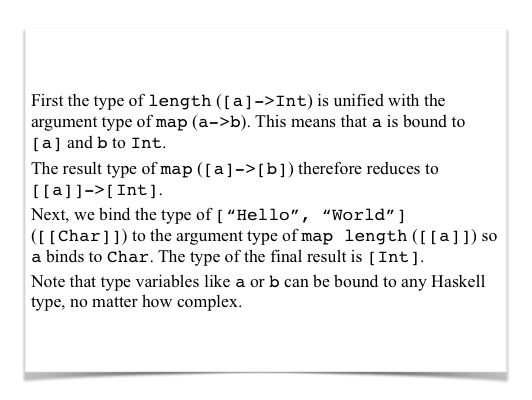 First the type of length ([a]->Int) is unified with the
argument type of map (a->b). This means that a is bound to
[a] and b to Int.
The result type of map ([a]->[b]) therefore reduces to
[[a]]->[Int].
Next, we bind the type of [“Hello”, “World”]
([[Char]]) to the argument type of map length ([[a]]) so
a binds to Char. The type of the final result is [Int].
Note that type variables like a or b can be bound to any Haskell
type, no matter how complex.